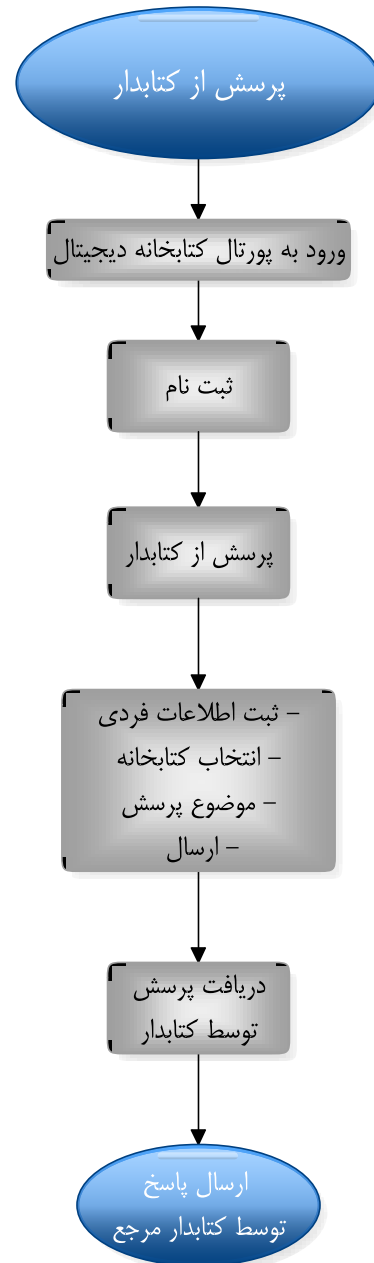 پرسش از کتابدار
ورود به پورتال کتابخانه دیجیتال
ثبت نام
پرسش از کتابدار
– ثبت اطلاعات فردی
– انتخاب کتابخانه
– موضوع پرسش
– ارسال
دریافت پرسش
توسط کتابدار
ارسال پاسخ
توسط کتابدار مرجع